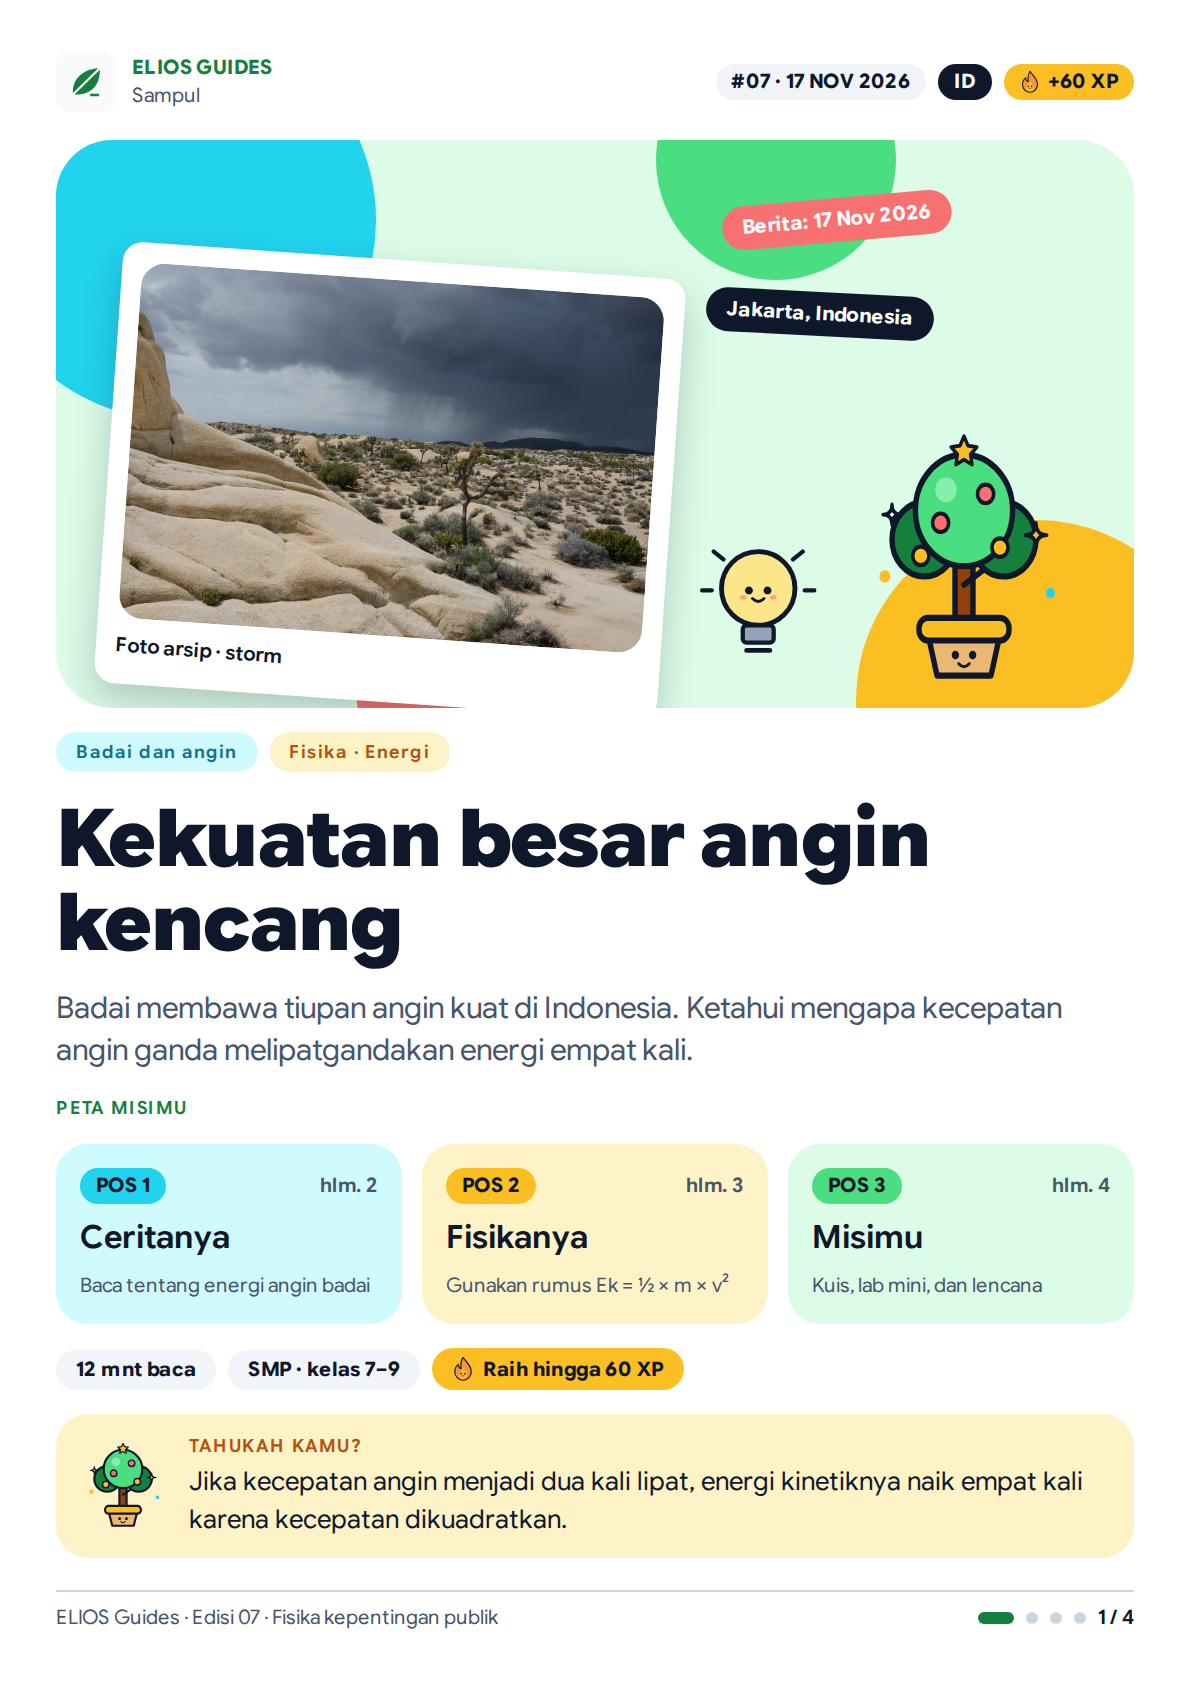 ELIOS GUIDES
Sampul
#07 · 17 NOV 2026
ID
+60 XP
Berita: 17 Nov 2026
Jakarta, Indonesia
Foto arsip · storm
Badai dan angin
Fisika · Energi
Kekuatan besar angin
kencang
Badai membawa tiupan angin kuat di Indonesia. Ketahui mengapa kecepatan
angin ganda melipatgandakan energi empat kali.
PETA MISIMU
POS 1
hlm. 2
Ceritanya
Baca tentang energi angin badai
POS 2
hlm. 3
Fisikanya
Gunakan rumus Ek = ½ × m × v²
POS 3
hlm. 4
Misimu
Kuis, lab mini, dan lencana
12 mnt baca
SMP · kelas 7–9
Raih hingga 60 XP
TAHUKAH KAMU?
Jika kecepatan angin menjadi dua kali lipat, energi kinetiknya naik empat kali
karena kecepatan dikuadratkan.
ELIOS Guides · Edisi 07 · Fisika kepentingan publik
1 / 4